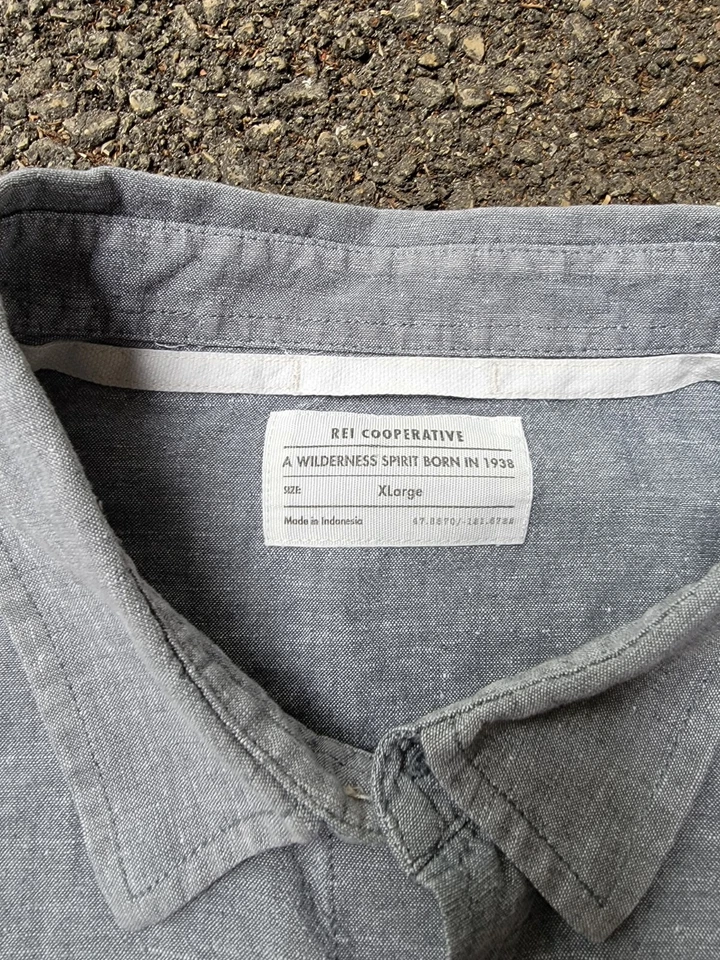 REI COOPERATIVE
A WILDERNESS SPIRIT BORN IN 1938
SIZE: XLarge
Made in Indonesia